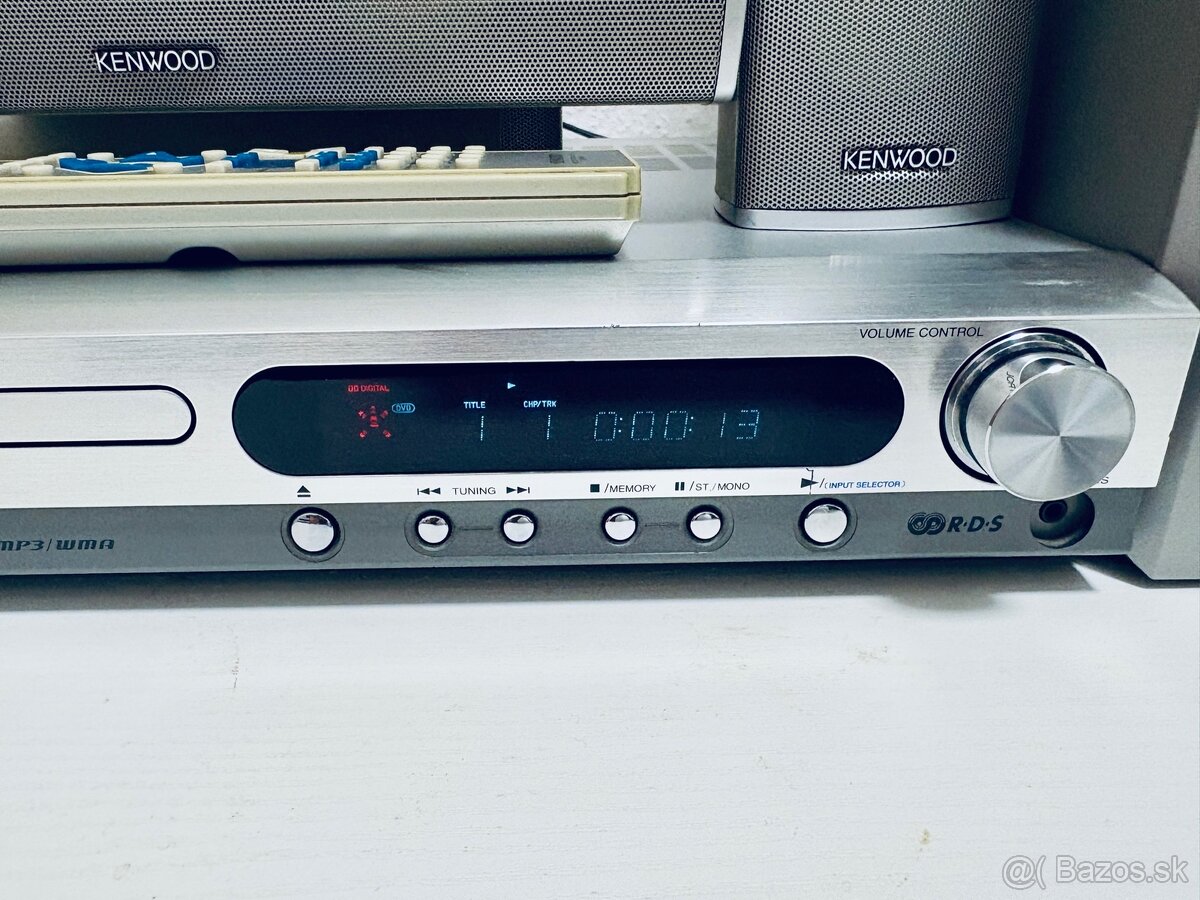 KENWOOD
KENWOOD
VOLUME CONTROL
DIGITAL
DVD
TITLE CHP/TRK
1 1 0:00:13
TUNING /MEMORY /ST./MONO /(INPUT SELECTOR)
MP3/WMA
R·D·S
@( Bazos.sk